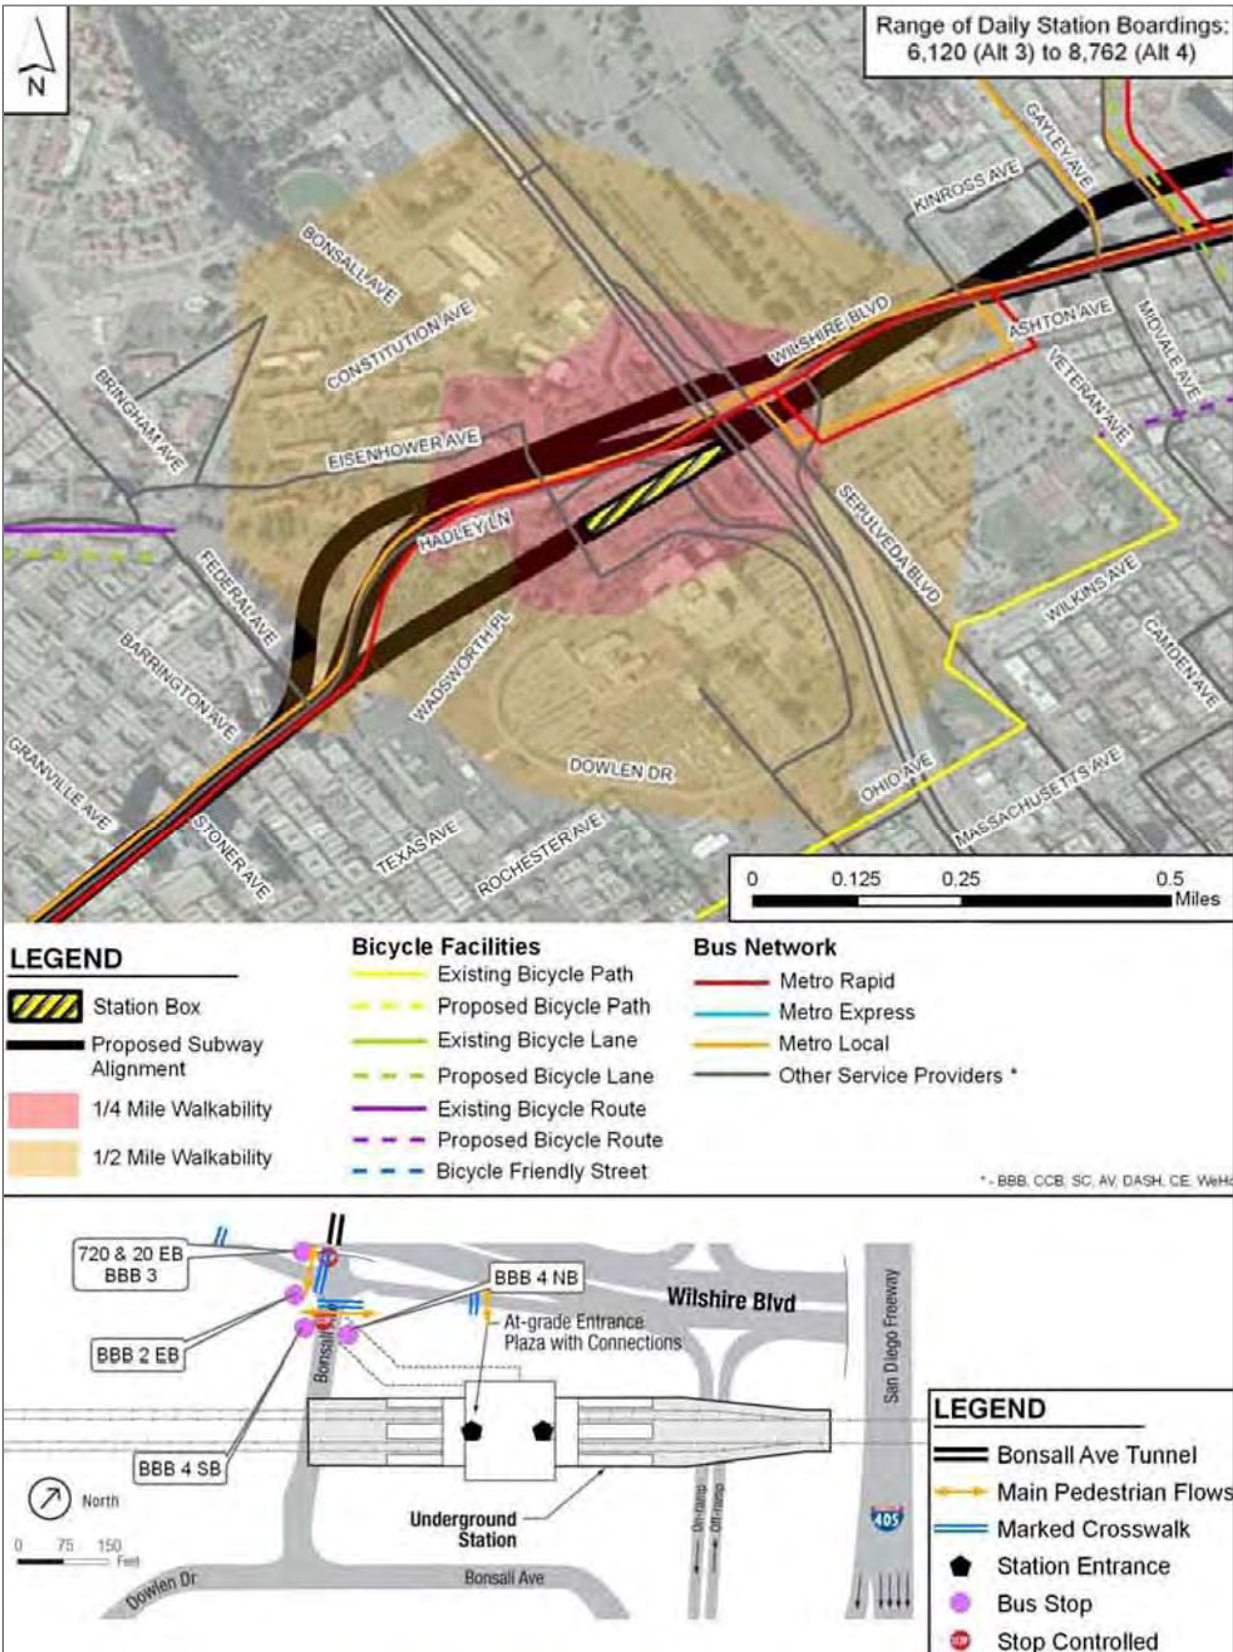 Range of Daily Station Boardings:
6,120 (Alt 3) to 8,762 (Alt 4)
N
GAYLEY AVE
KINROSS AVE
BONSALL AVE
CONSTITUTION AVE
WILSHIRE BLVD
ASHTON AVE
MIDVALE AVE
VETERAN AVE
BRINGHAM AVE
EISENHOWER AVE
HADLEY LN
SEPULVEDA BLVD
FEDERAL AVE
WILKINS AVE
BARRINGTON AVE
WADSWORTH PL
CAMDEN AVE
GRANVILLE AVE
DOWLEN DR
OHIO AVE
MASSACHUSETTS AVE
STONER AVE
TEXAS AVE
ROCHESTER AVE
0 0.125 0.25 0.5
Miles
LEGEND
Station Box
Proposed Subway
Alignment
1/4 Mile Walkability
1/2 Mile Walkability
Bicycle Facilities
Existing Bicycle Path
Proposed Bicycle Path
Existing Bicycle Lane
Proposed Bicycle Lane
Existing Bicycle Route
Proposed Bicycle Route
Bicycle Friendly Street
Bus Network
Metro Rapid
Metro Express
Metro Local
Other Service Providers *
* - BBB, CCB, SC, AV, DASH, CE, WeHo
720 & 20 EB
BBB 3
BBB 4 NB
Wilshire Blvd
At-grade Entrance
Plaza with Connections
BBB 2 EB
Bonsall
San Diego Freeway
BBB 4 SB
North
0 75 150
Feet
Underground
Station
On-ramp
Off-ramp
405
Dowlen Dr
Bonsall Ave
LEGEND
Bonsall Ave Tunnel
Main Pedestrian Flows
Marked Crosswalk
Station Entrance
Bus Stop
STOP
Stop Controlled